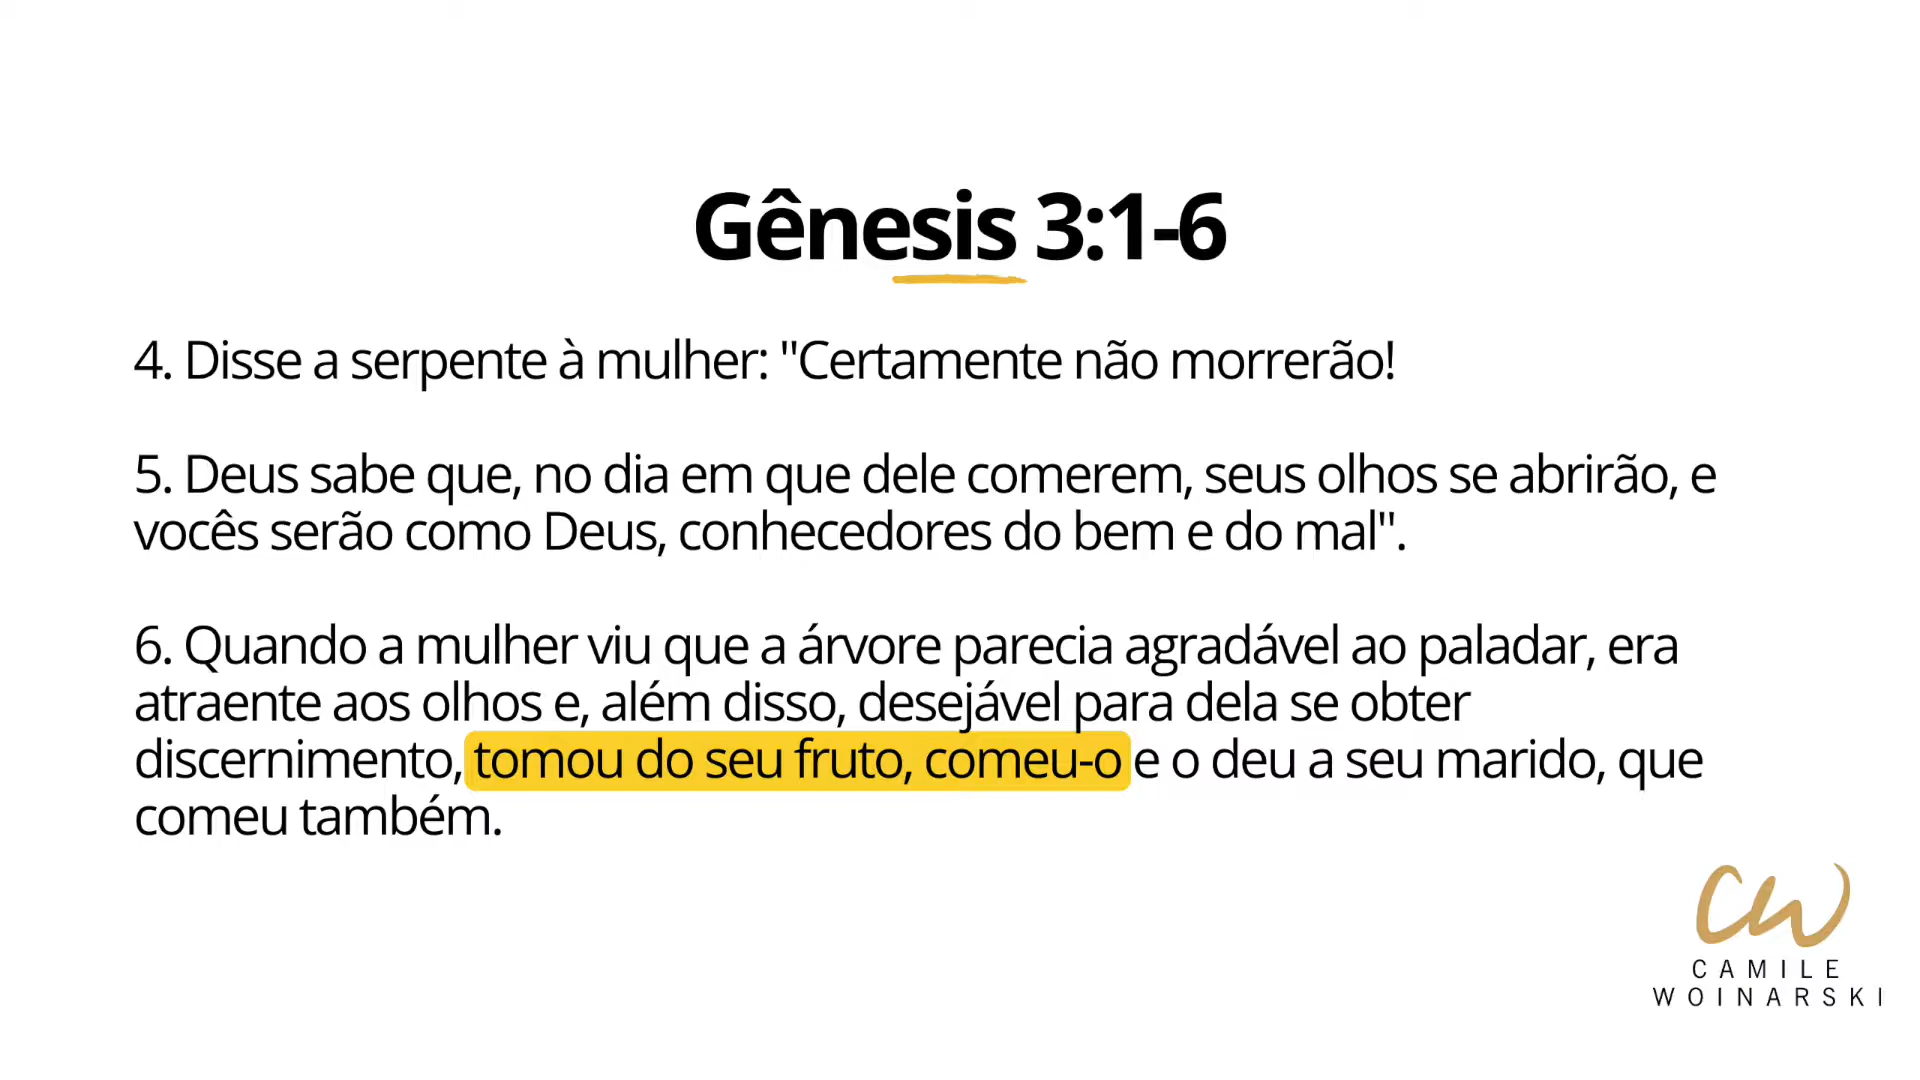 Gênesis 3:1-6
4. Disse a serpente à mulher: "Certamente não morrerão!
5. Deus sabe que, no dia em que dele comerem, seus olhos se abrirão, e
vocês serão como Deus, conhecedores do bem e do mal".
6. Quando a mulher viu que a árvore parecia agradável ao paladar, era
atraente aos olhos e, além disso, desejável para dela se obter
discernimento, tomou do seu fruto, comeu-o e o deu a seu marido, que
comeu também.
CW
CAMILE
WOINARSKI